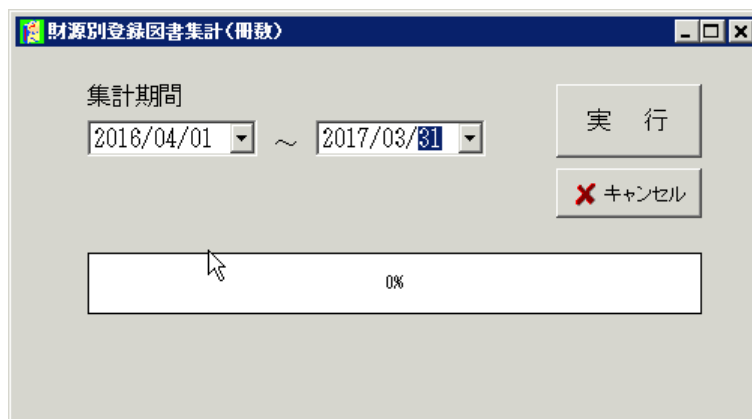 財源別登録図書集計(冊数)
集計期間
2016/04/01 ～ 2017/03/31
実 行
キャンセル
0%